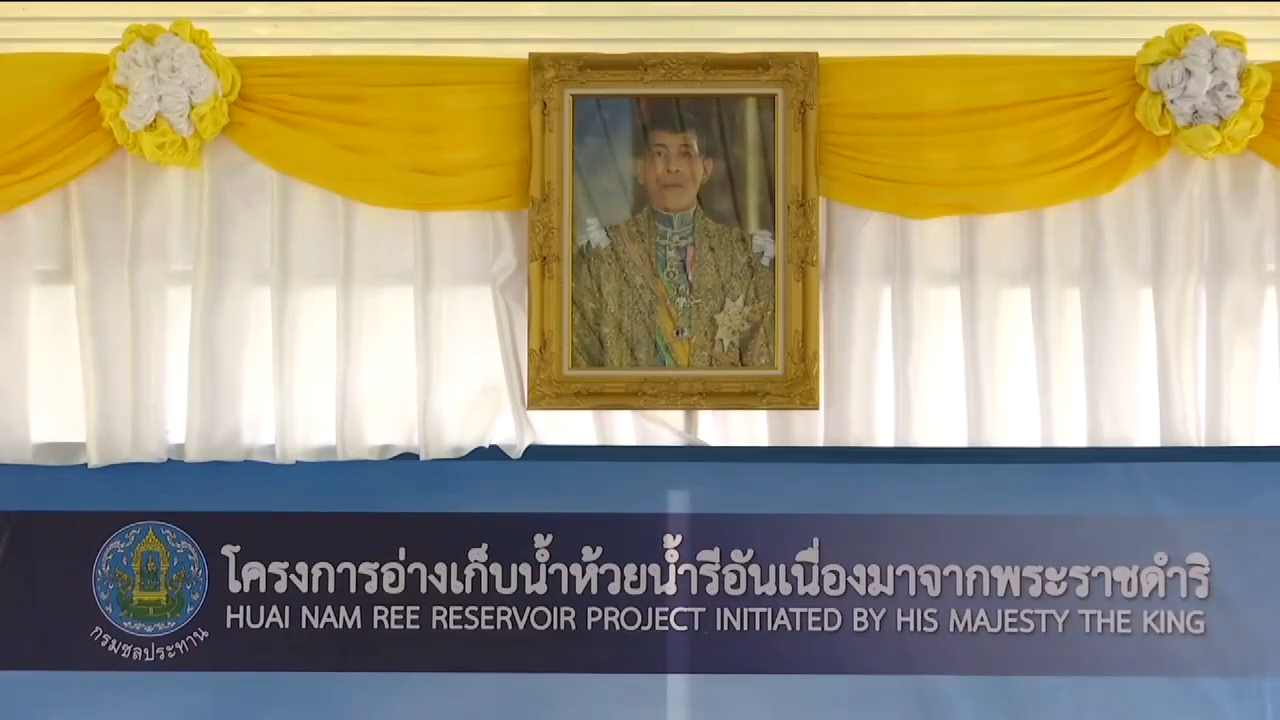 โครงการอ่างเก็บน้ำห้วยน้ำรีอันเนื่องมาจากพระราชดำริ
HUAI NAM REE RESERVOIR PROJECT INITIATED BY HIS MAJESTY THE KING
กรมชลประทาน